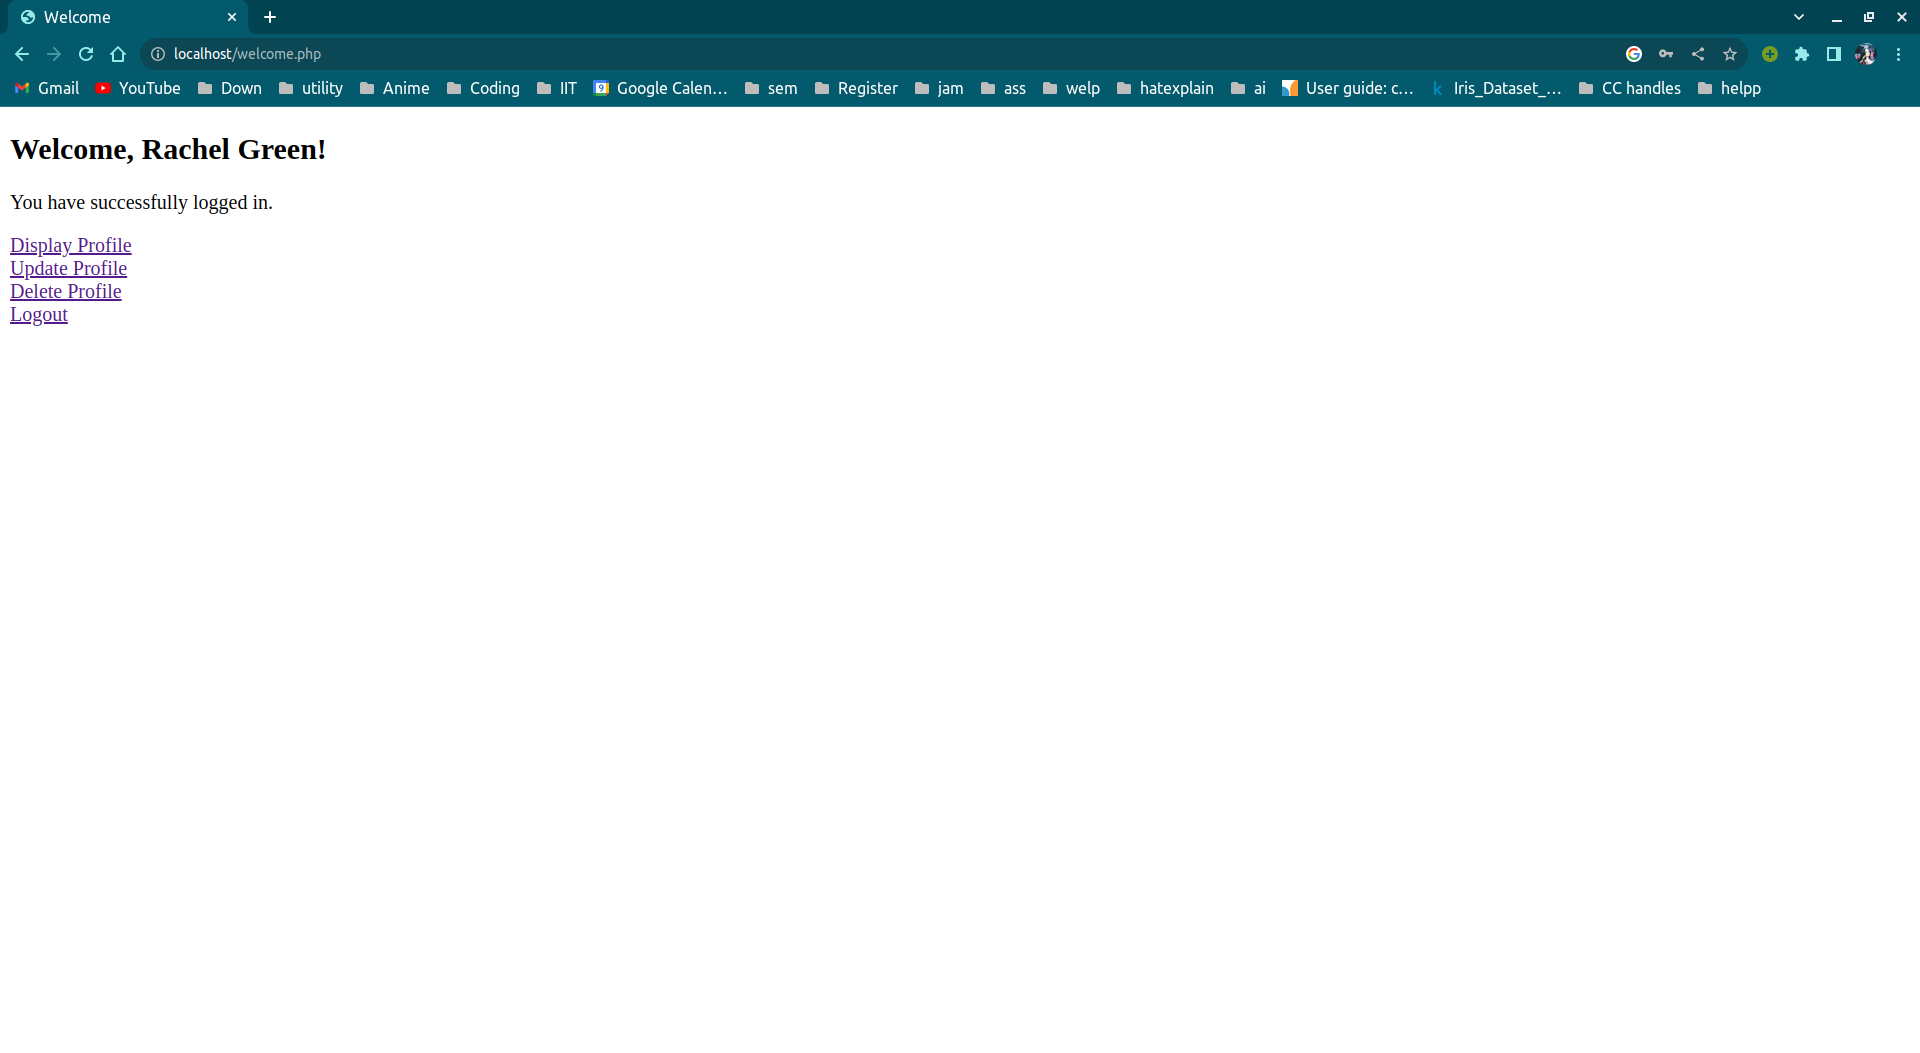 Welcome
localhost/welcome.php
Gmail YouTube Down utility Anime Coding IIT 9 Google Calen... sem Register jam ass welp hatexplain ai User guide: c... k Iris_Dataset_... CC handles helpp
Welcome, Rachel Green!
You have successfully logged in.
Display Profile
Update Profile
Delete Profile
Logout